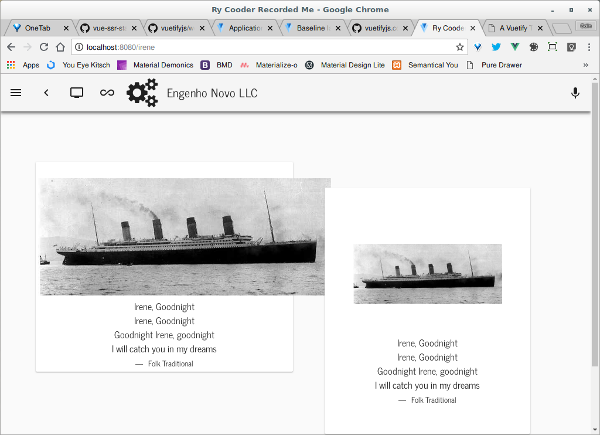 Ry Cooder Recorded Me - Google Chrome
OneTab
vue-ssr-st
vuetifyjs/w
Application
Baseline
vuetifyjs.c
Ry Coode
A Vuetify T
localhost:8080/irene
Apps
You Eye Kitsch
Material Demonics
BMD
Materialize-o
Material Design Lite
Semantical You
Pure Drawer
»
Engenho Novo LLC
Irene, Goodnight
Irene, Goodnight
Goodnight Irene, goodnight
I will catch you in my dreams
— Folk Traditional
Irene, Goodnight
Irene, Goodnight
Goodnight Irene, goodnight
I will catch you in my dreams
— Folk Traditional